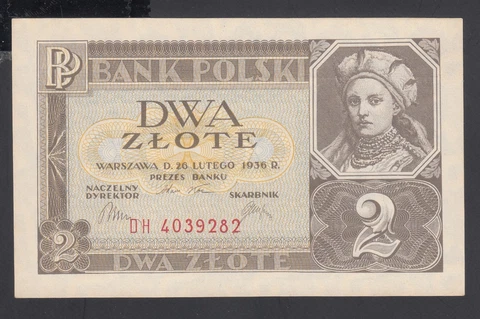 BP
BANK POLSKI
DWA
ZŁOTE
WARSZAWA D. 26 LUTEGO 1936 R.
PREZES BANKU
NACZELNY
DYREKTOR
SKARBNIK
DH 4039282
2
2
DWA ZŁOTE